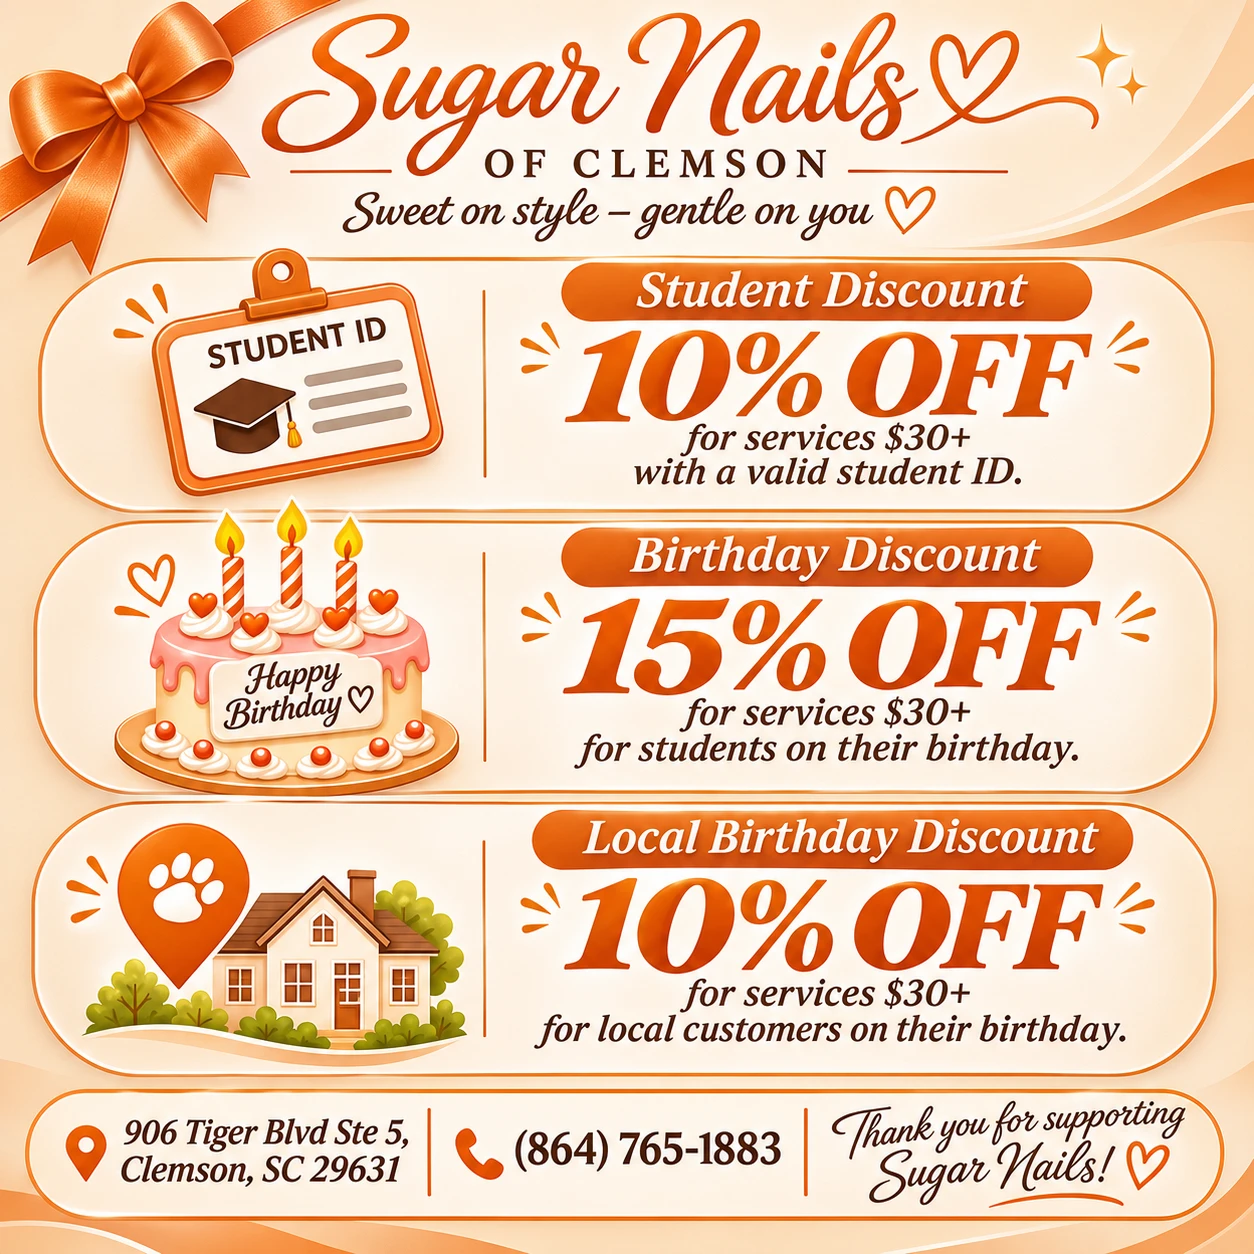 Sugar Nails
OF CLEMSON
Sweet on style – gentle on you
STUDENT ID
Student Discount
10% OFF
for services $30+
with a valid student ID.
Happy
Birthday
Birthday Discount
15% OFF
for services $30+
for students on their birthday.
Local Birthday Discount
10% OFF
for services $30+
for local customers on their birthday.
906 Tiger Blvd Ste 5,
Clemson, SC 29631
(864) 765-1883
Thank you for supporting
Sugar Nails!